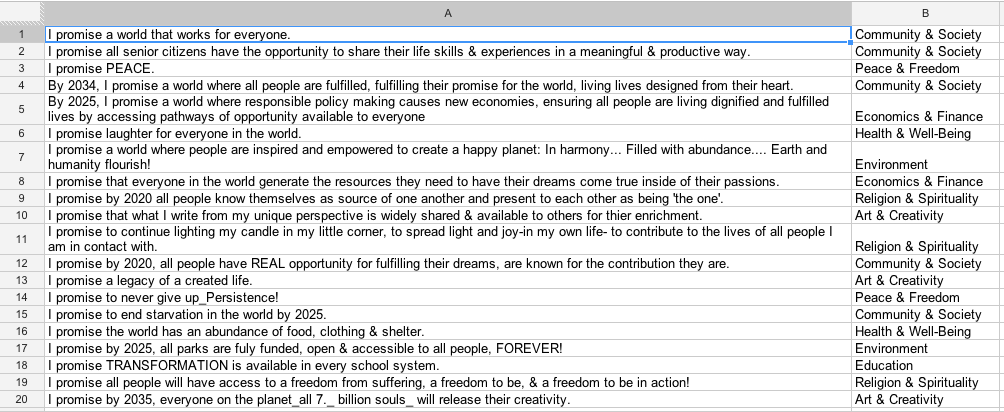 A B
1 I promise a world that works for everyone. Community & Society
2 I promise all senior citizens have the opportunity to share their life skills & experiences in a meaningful & productive way. Community & Society
3 I promise PEACE. Peace & Freedom
4 By 2034, I promise a world where all people are fulfilled, fulfilling their promise for the world, living lives designed from their heart. Community & Society
By 2025, I promise a world where responsible policy making causes new economies, ensuring all people are living dignified and fulfilled
5 lives by accessing pathways of opportunity available to everyone Economics & Finance
6 I promise laughter for everyone in the world. Health & Well-Being
I promise a world where people are inspired and empowered to create a happy planet: In harmony... Filled with abundance.... Earth and
7 humanity flourish! Environment
8 I promise that everyone in the world generate the resources they need to have their dreams come true inside of their passions. Economics & Finance
9 I promise by 2020 all people know themselves as source of one another and present to each other as being 'the one'. Religion & Spirituality
10 I promise that what I write from my unique perspective is widely shared & available to others for thier enrichment. Art & Creativity
I promise to continue lighting my candle in my little corner, to spread light and joy-in my own life- to contribute to the lives of all people I
11 am in contact with. Religion & Spirituality
12 I promise by 2020, all people have REAL opportunity for fulfilling their dreams, are known for the contribution they are. Community & Society
13 I promise a legacy of a created life. Art & Creativity
14 I promise to never give up_Persistence! Peace & Freedom
15 I promise to end starvation in the world by 2025. Community & Society
16 I promise the world has an abundance of food, clothing & shelter. Health & Well-Being
17 I promise by 2025, all parks are fuly funded, open & accessible to all people, FOREVER! Environment
18 I promise TRANSFORMATION is available in every school system. Education
19 I promise all people will have access to a freedom from suffering, a freedom to be, & a freedom to be in action! Religion & Spirituality
20 I promise by 2035, everyone on the planet_all 7._ billion souls_ will release their creativity. Art & Creativity